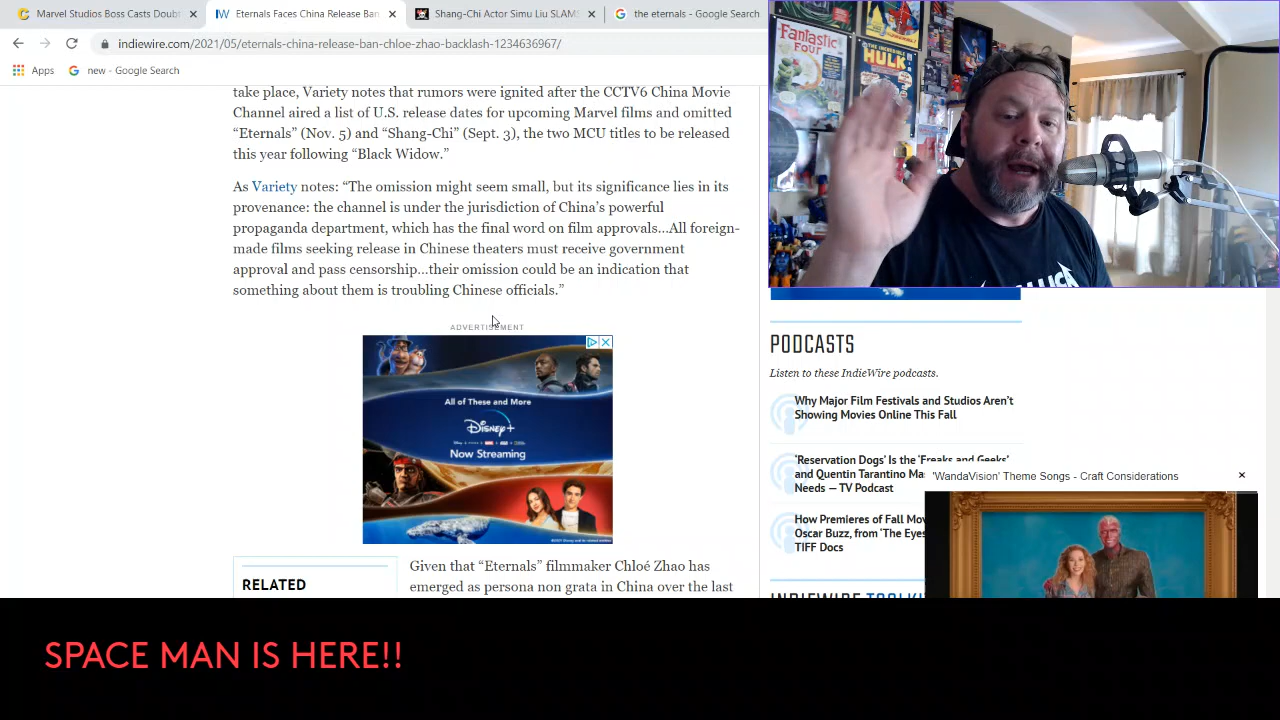 Marvel Studios Boss Casts Doubt
Eternals Faces China Release Ban
Shang-Chi Actor Simu Liu SLAMS
the eternals - Google Search
indiewire.com/2021/05/eternals-china-release-ban-chloe-zhao-backlash-1234636967/
Apps
new - Google Search
take place, Variety notes that rumors were ignited after the CCTV6 China Movie
Channel aired a list of U.S. release dates for upcoming Marvel films and omitted
“Eternals” (Nov. 5) and “Shang-Chi” (Sept. 3), the two MCU titles to be released
this year following “Black Widow.”
As Variety notes: “The omission might seem small, but its significance lies in its
provenance: the channel is under the jurisdiction of China’s powerful
propaganda department, which has the final word on film approvals…All foreign-
made films seeking release in Chinese theaters must receive government
approval and pass censorship…their omission could be an indication that
something about them is troubling Chinese officials.”
ADVERTISEMENT
All of These and More
Disney+
Now Streaming
Given that “Eternals” filmmaker Chloé Zhao has
emerged as persona non grata in China over the last
RELATED
FANTASTIC
FOUR
THE INCREDIBLE
HULK
PODCASTS
Listen to these IndieWire podcasts.
Why Major Film Festivals and Studios Aren’t
Showing Movies Online This Fall
‘Reservation Dogs’ Is the ‘Freaks and Geeks’
and Quentin Tarantino Ma
Needs — TV Podcast
How Premieres of Fall Mov
Oscar Buzz, from ‘The Eyes
TIFF Docs
'WandaVision' Theme Songs - Craft Considerations
INDIEWIRE TOOLKI
SPACE MAN IS HERE!!